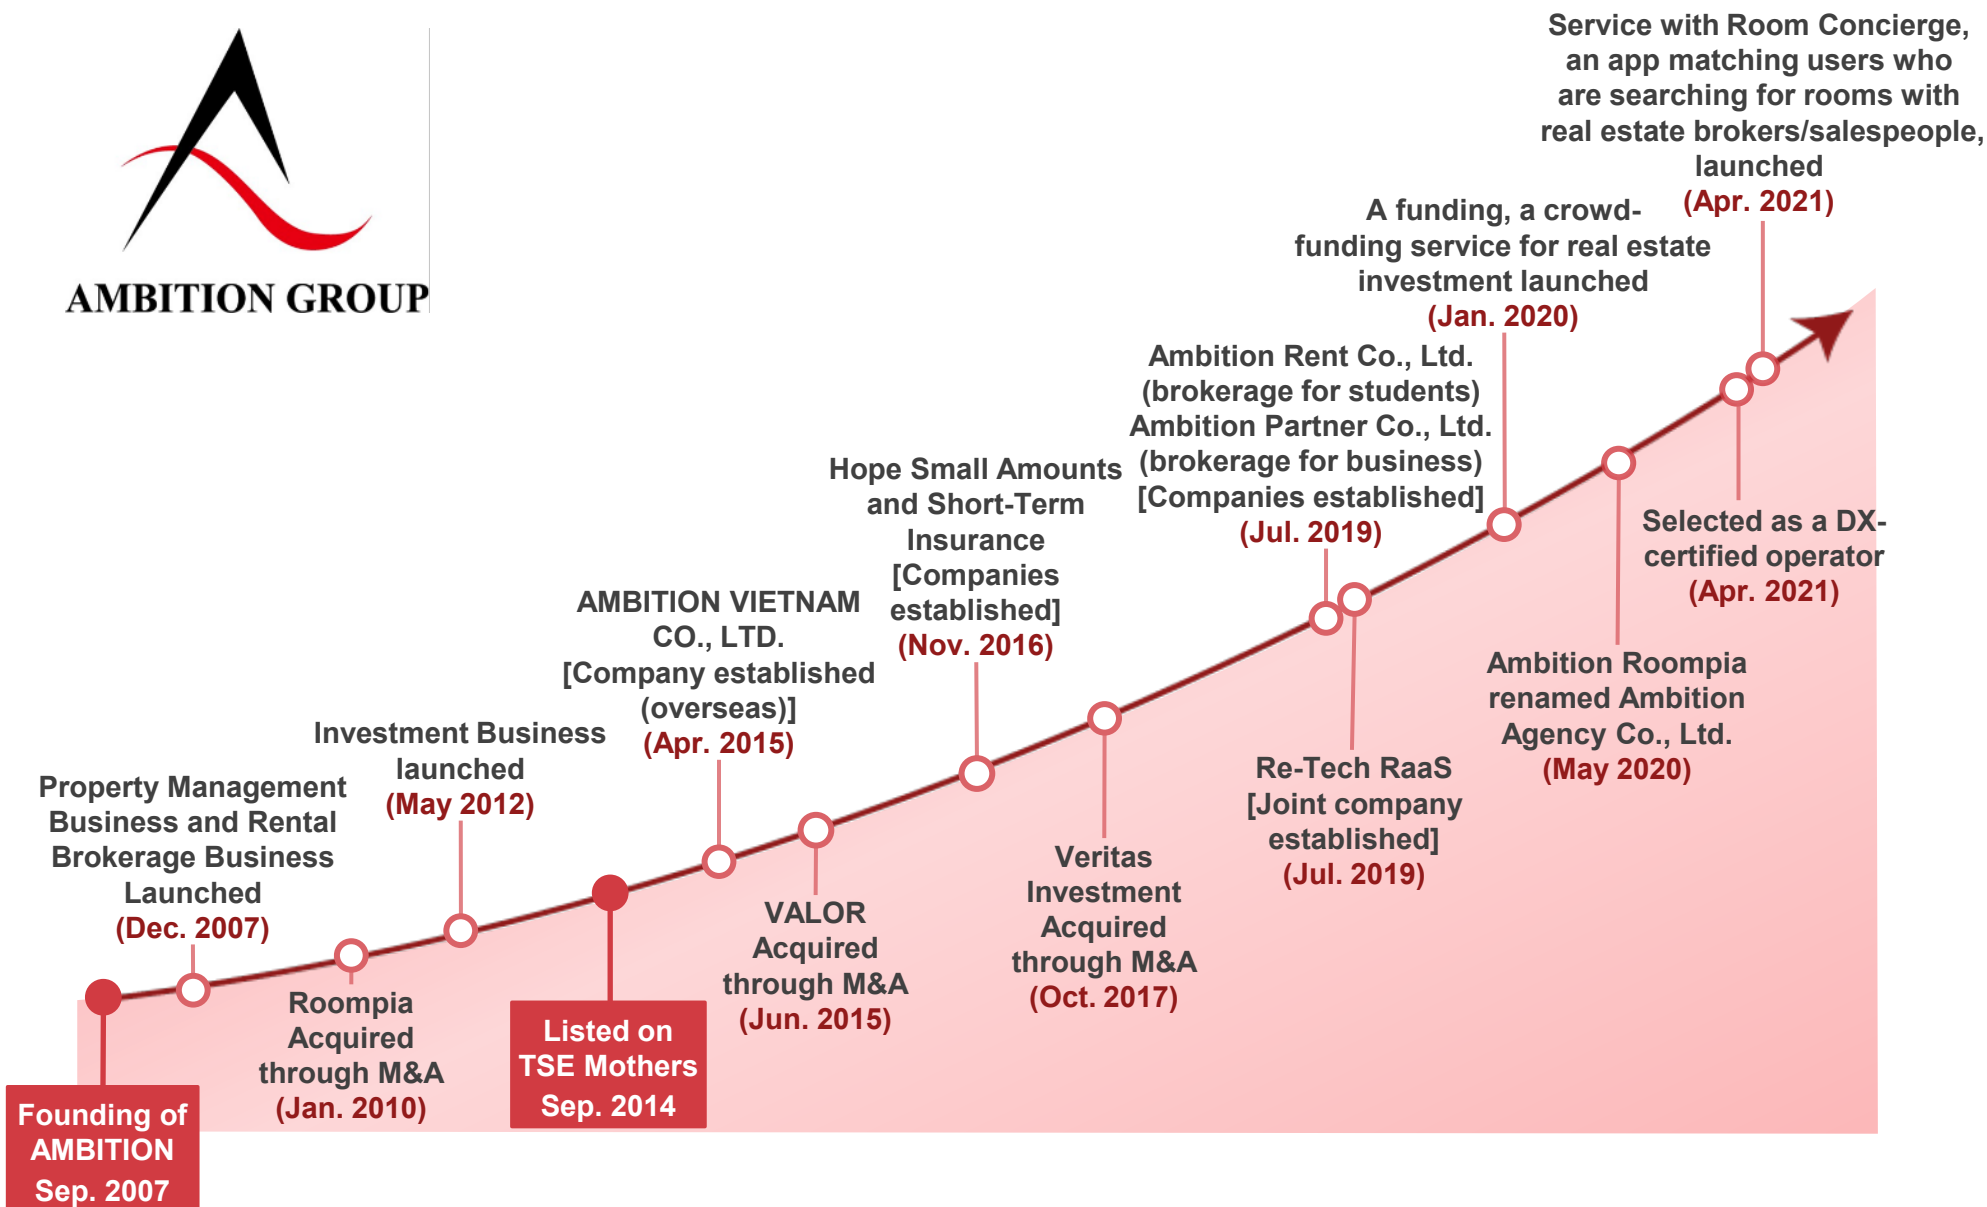 AMBITION GROUP
Founding of
AMBITION
Sep. 2007
Property Management
Business and Rental
Brokerage Business
Launched
(Dec. 2007)
Roompia
Acquired
through M&A
(Jan. 2010)
Investment Business
launched
(May 2012)
Listed on
TSE Mothers
Sep. 2014
AMBITION VIETNAM
CO., LTD.
[Company established
(overseas)]
(Apr. 2015)
VALOR
Acquired
through M&A
(Jun. 2015)
Hope Small Amounts
and Short-Term
Insurance
[Companies
established]
(Nov. 2016)
Veritas
Investment
Acquired
through M&A
(Oct. 2017)
Ambition Rent Co., Ltd.
(brokerage for students)
Ambition Partner Co., Ltd.
(brokerage for business)
[Companies established]
(Jul. 2019)
Re-Tech RaaS
[Joint company
established]
(Jul. 2019)
A funding, a crowd-
funding service for real estate
investment launched
(Jan. 2020)
Ambition Roompia
renamed Ambition
Agency Co., Ltd.
(May 2020)
Selected as a DX-
certified operator
(Apr. 2021)
Service with Room Concierge,
an app matching users who
are searching for rooms with
real estate brokers/salespeople,
launched
(Apr. 2021)